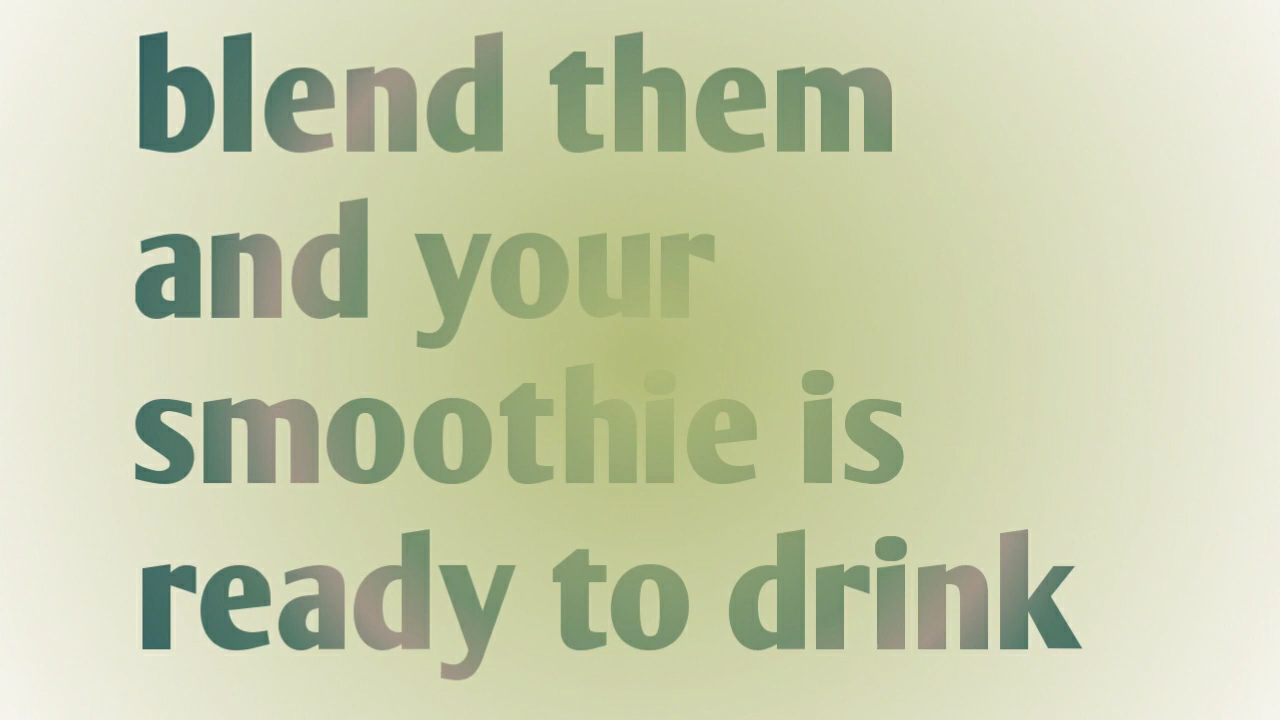 blend them
and your
smoothie is
ready to drink